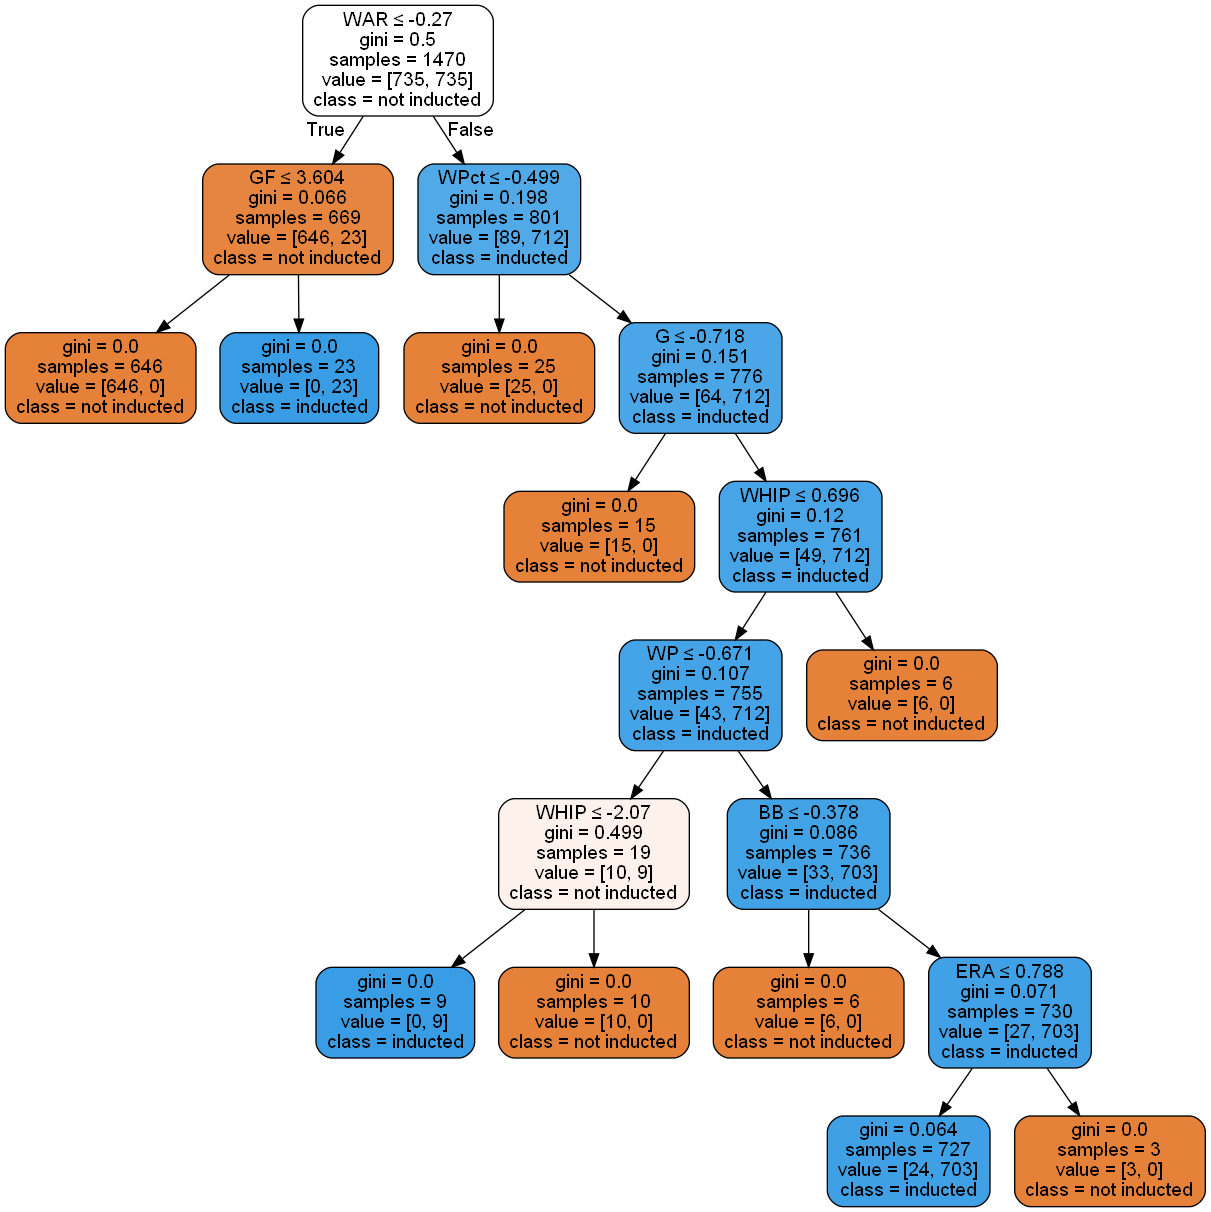 WAR ≤ -0.27
gini = 0.5
samples = 1470
value = [735, 735]
class = not inducted
True
False
GF ≤ 3.604
gini = 0.066
samples = 669
value = [646, 23]
class = not inducted
WPct ≤ -0.499
gini = 0.198
samples = 801
value = [89, 712]
class = inducted
gini = 0.0
samples = 646
value = [646, 0]
class = not inducted
gini = 0.0
samples = 23
value = [0, 23]
class = inducted
gini = 0.0
samples = 25
value = [25, 0]
class = not inducted
G ≤ -0.718
gini = 0.151
samples = 776
value = [64, 712]
class = inducted
gini = 0.0
samples = 15
value = [15, 0]
class = not inducted
WHIP ≤ 0.696
gini = 0.12
samples = 761
value = [49, 712]
class = inducted
WP ≤ -0.671
gini = 0.107
samples = 755
value = [43, 712]
class = inducted
gini = 0.0
samples = 6
value = [6, 0]
class = not inducted
WHIP ≤ -2.07
gini = 0.499
samples = 19
value = [10, 9]
class = not inducted
BB ≤ -0.378
gini = 0.086
samples = 736
value = [33, 703]
class = inducted
gini = 0.0
samples = 9
value = [0, 9]
class = inducted
gini = 0.0
samples = 10
value = [10, 0]
class = not inducted
gini = 0.0
samples = 6
value = [6, 0]
class = not inducted
ERA ≤ 0.788
gini = 0.071
samples = 730
value = [27, 703]
class = inducted
gini = 0.064
samples = 727
value = [24, 703]
class = inducted
gini = 0.0
samples = 3
value = [3, 0]
class = not inducted